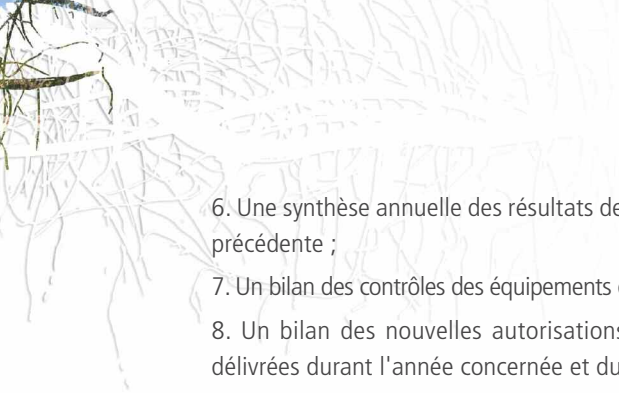 6. Une synthèse annuelle des résultats de
précédente ;
7. Un bilan des contrôles des équipements
8. Un bilan des nouvelles autorisations
délivrées durant l'année concernée et du